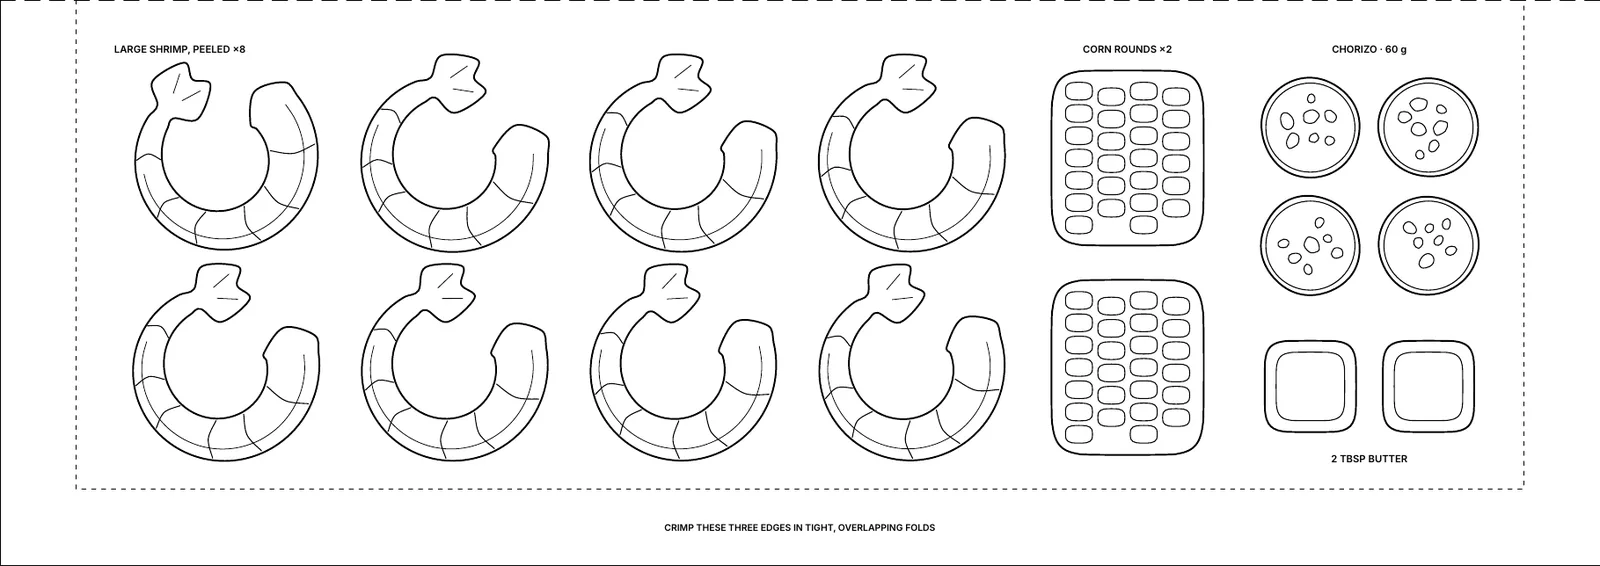 LARGE SHRIMP, PEELED ×8
CORN ROUNDS ×2
CHORIZO · 60 g
2 TBSP BUTTER
CRIMP THESE THREE EDGES IN TIGHT, OVERLAPPING FOLDS